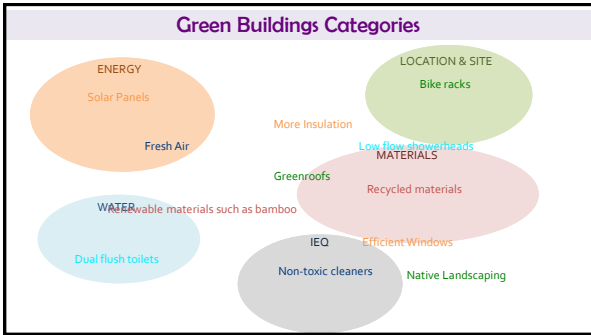 Green Buildings Categories
ENERGY
LOCATION & SITE
Solar Panels
Bike racks
More Insulation
Fresh Air
Low flow showerheads
MATERIALS
Greenroofs
Recycled materials
WATER
Renewable materials such as bamboo
IEQ
Efficient Windows
Dual flush toilets
Non-toxic cleaners
Native Landscaping